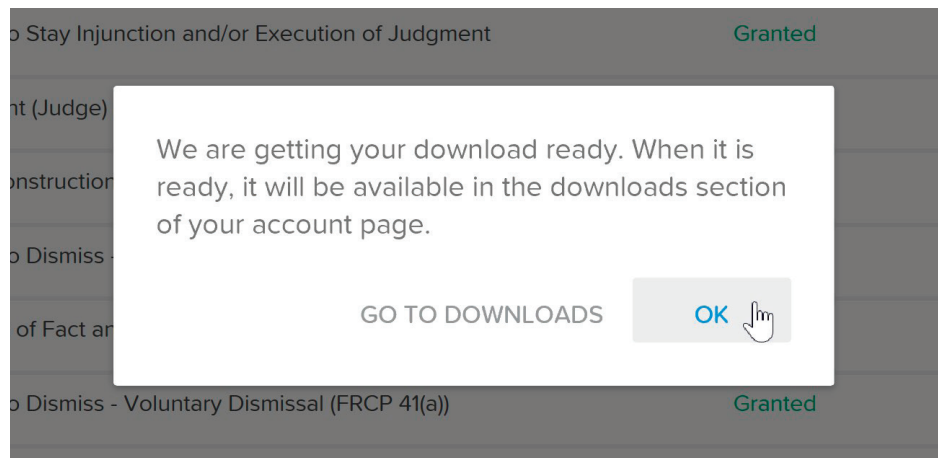 o Stay Injunction and/or Execution of Judgment Granted
nt (Judge)
We are getting your download ready. When it is
onstruction
ready, it will be available in the downloads section
of your account page.
o Dismiss -
GO TO DOWNLOADS OK
of Fact an
o Dismiss - Voluntary Dismissal (FRCP 41(a)) Granted